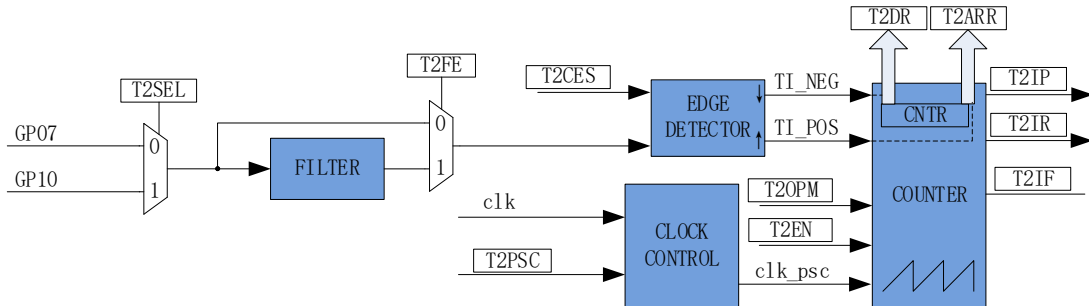 T2DR T2ARR
T2SEL
T2FE
T2CES
TI_NEG
T2IP
GP07
0
0
EDGE
DETECTOR
CNTR
TI_POS
T2IR
GP10
1
FILTER
1
T2IF
clk
T2OPM
COUNTER
CLOCK
CONTROL
T2EN
T2PSC
clk_psc